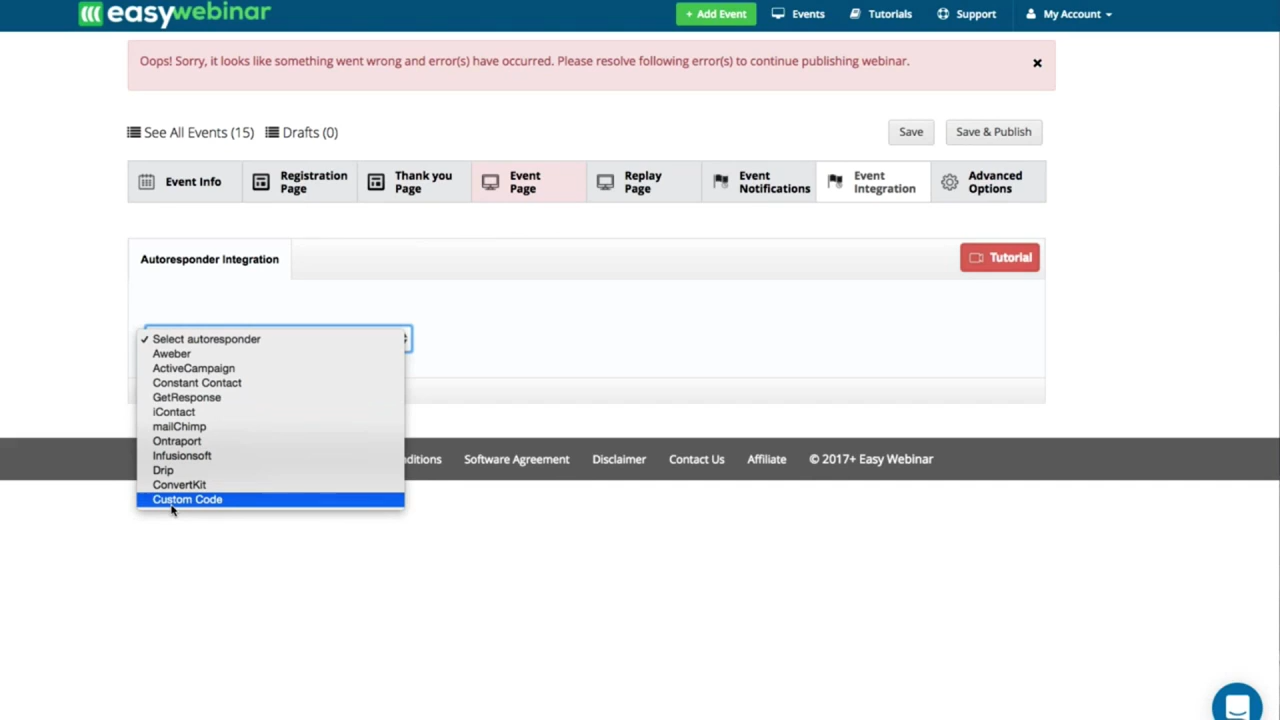 easywebinar
+ Add Event
Events
Tutorials
Support
My Account
Oops! Sorry, it looks like something went wrong and error(s) have occurred. Please resolve following error(s) to continue publishing webinar.
See All Events (15)
Drafts (0)
Save
Save & Publish
Event Info
Registration
Page
Thank you
Page
Event
Page
Replay
Page
Event
Notifications
Event
Integration
Advanced
Options
Autoresponder Integration
Tutorial
✓ Select autoresponder
Aweber
ActiveCampaign
Constant Contact
GetResponse
iContact
mailChimp
Ontraport
Infusionsoft
Drip
ConvertKit
Custom Code
ditions
Software Agreement
Disclaimer
Contact Us
Affiliate
© 2017+ Easy Webinar